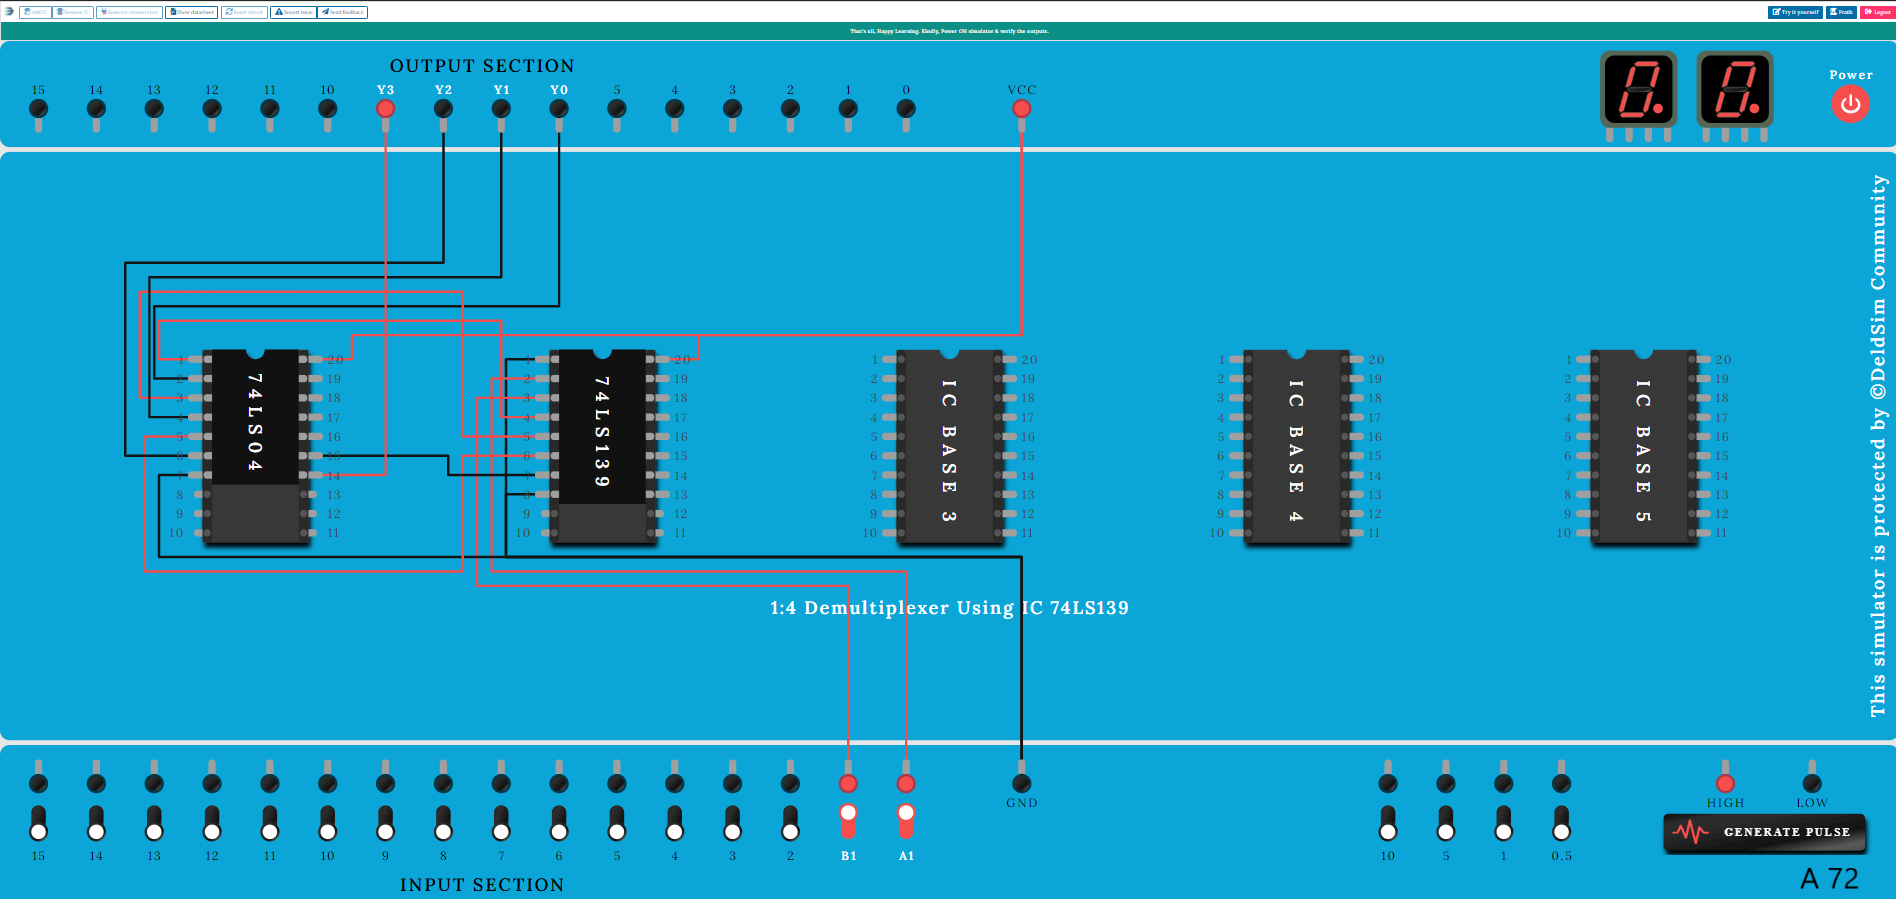 Add IC Remove IC Remove connection Show datasheet Reset circuit Report issue Send feedback Try it yourself Pratik Logout
That's all, Happy Learning. Kindly, Power ON simulator & verify the outputs.
OUTPUT SECTION
15 14 13 12 11 10 Y3 Y2 Y1 Y0 5 4 3 2 1 0 VCC
Power
This simulator is protected by ©DeldSim Community
1 20 1 20 1 20 1 20 1 20
2 19 2 19 2 19 2 19 2 19
3 18 3 18 3 18 3 18 3 18
4 17 4 17 4 17 4 17 4 17
5 16 5 16 5 16 5 16 5 16
6 15 6 15 6 15 6 15 6 15
7 14 7 14 7 14 7 14 7 14
8 13 8 13 8 13 8 13 8 13
9 12 9 12 9 12 9 12 9 12
10 11 10 11 10 11 10 11 10 11
74LS04
74LS139
IC BASE 3
IC BASE 4
IC BASE 5
1:4 Demultiplexer Using IC 74LS139
GND
HIGH LOW
GENERATE PULSE
15 14 13 12 11 10 9 8 7 6 5 4 3 2 B1 A1 10 5 1 0.5
INPUT SECTION
A 72